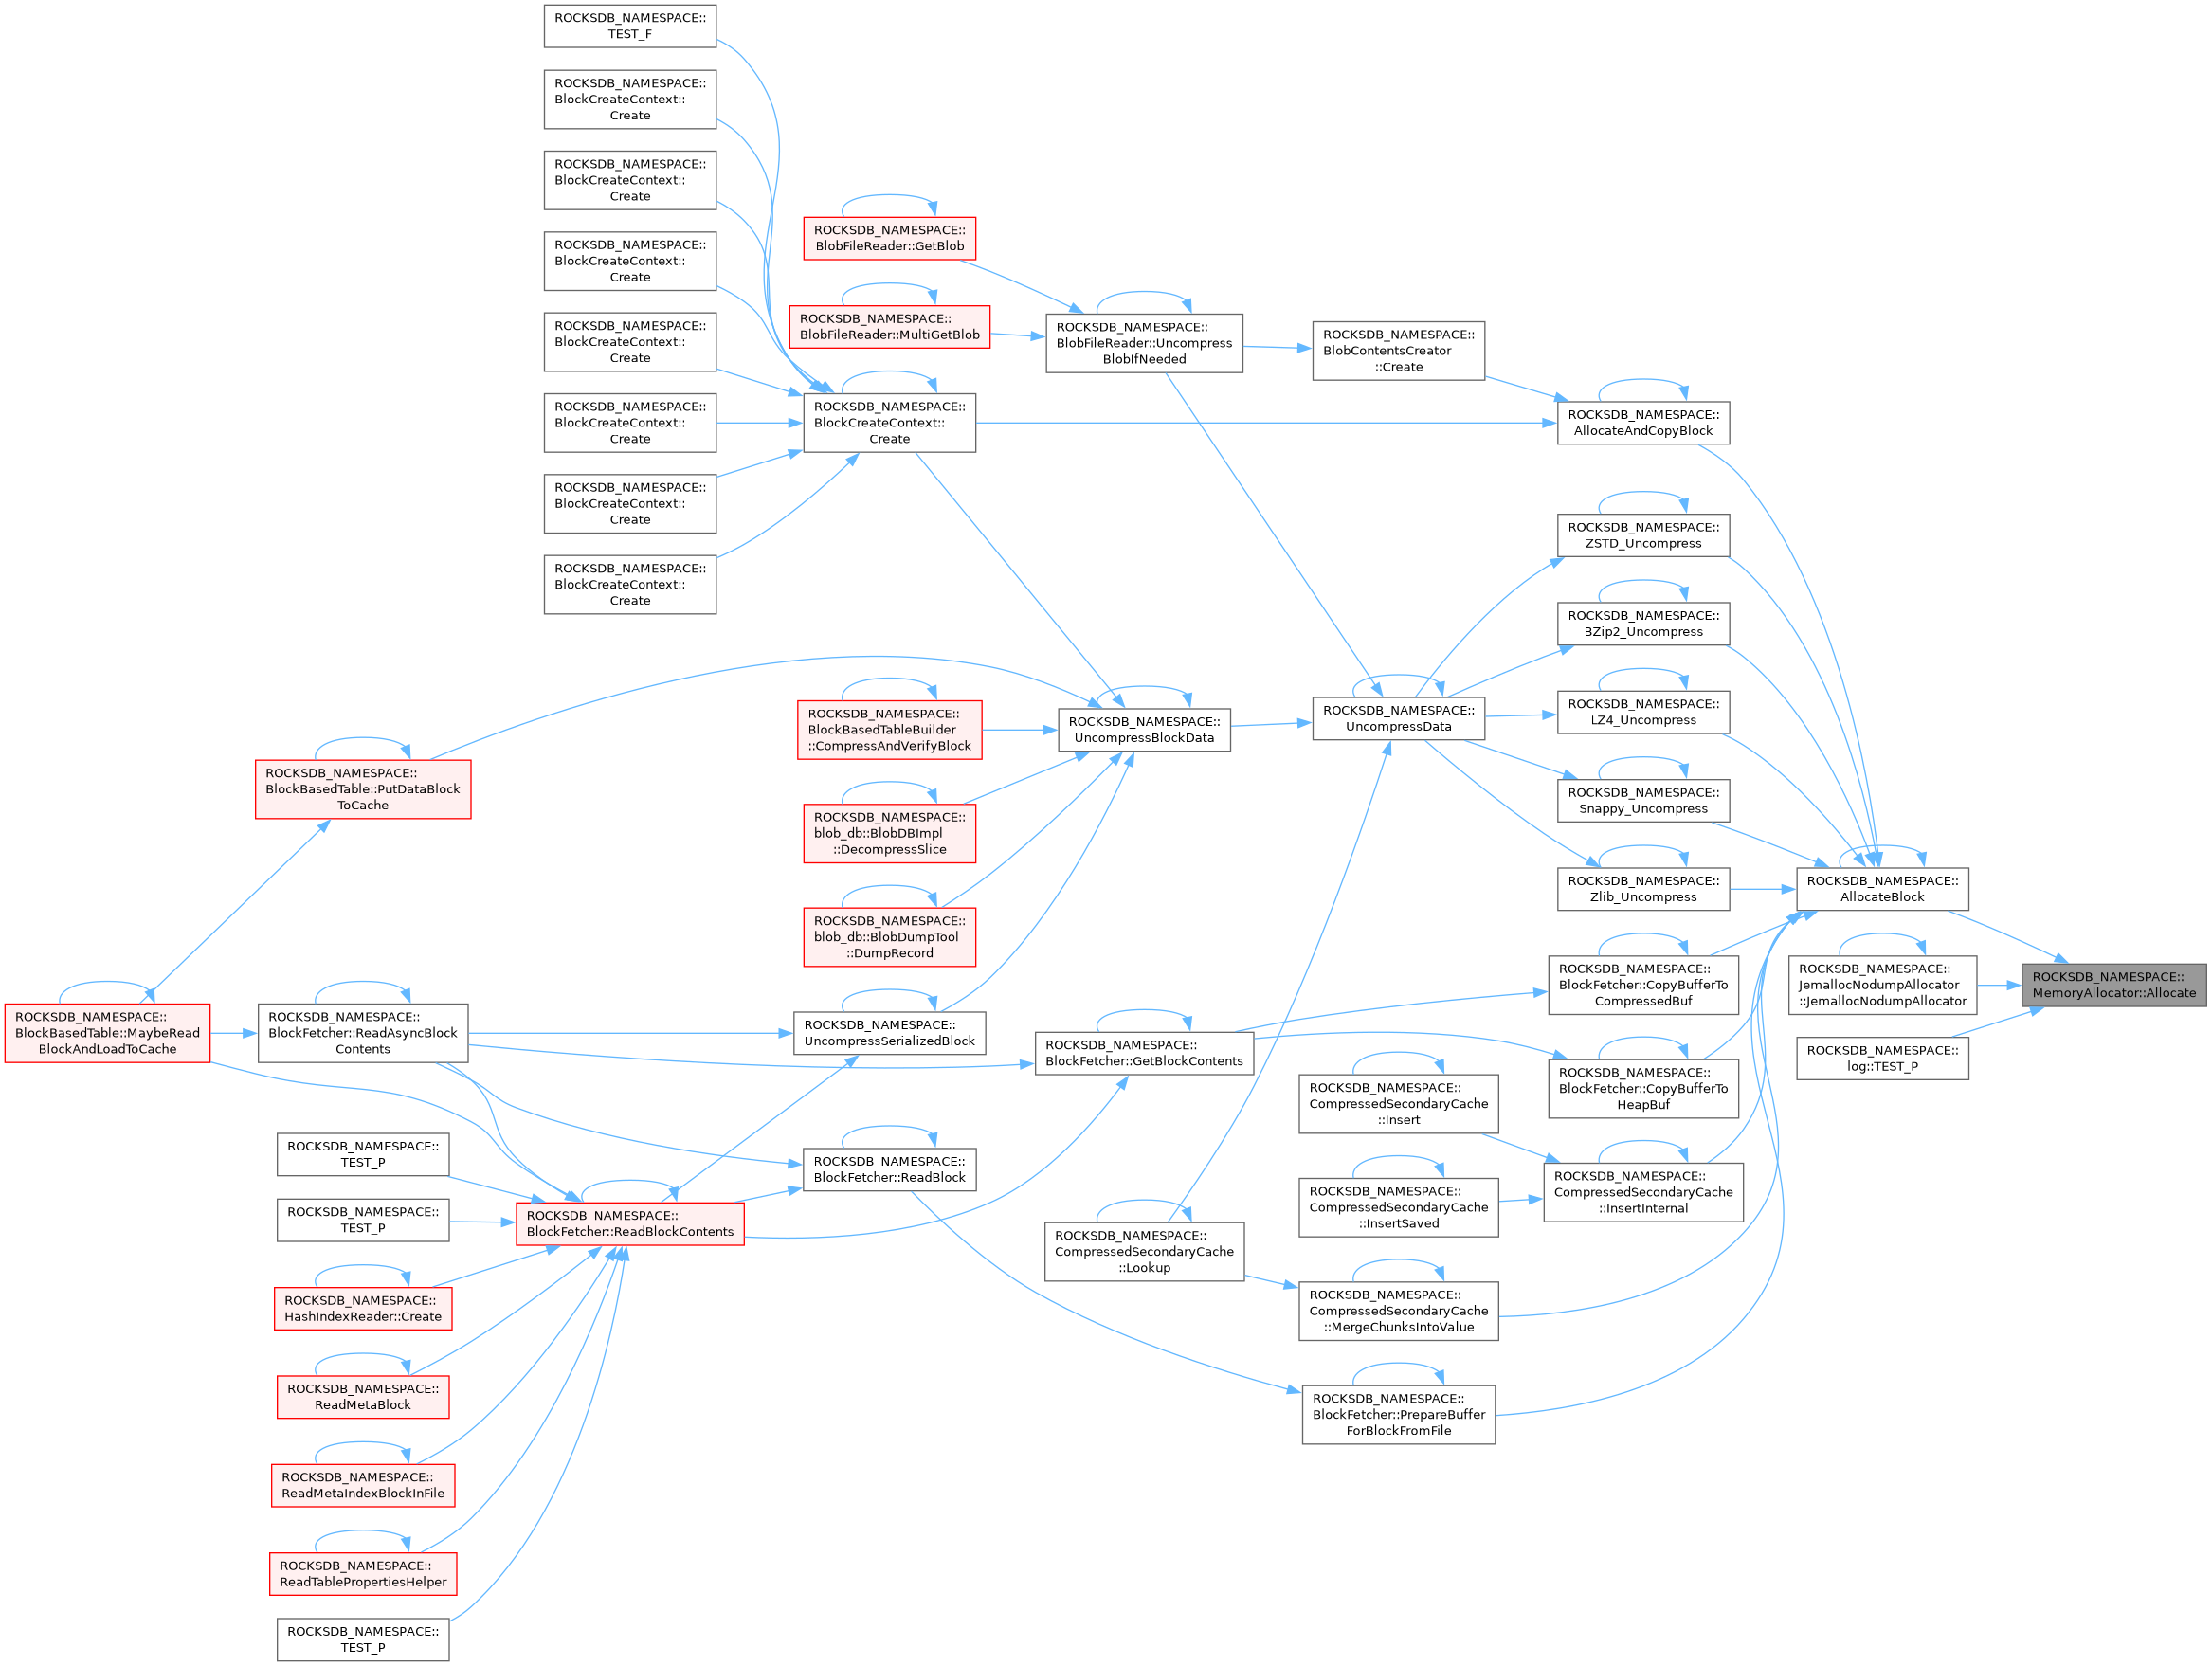 ROCKSDB_NAMESPACE::
TEST_F
ROCKSDB_NAMESPACE::
BlockCreateContext::
Create
ROCKSDB_NAMESPACE::
BlockCreateContext::
Create
ROCKSDB_NAMESPACE::
BlockCreateContext::
Create
ROCKSDB_NAMESPACE::
BlockCreateContext::
Create
ROCKSDB_NAMESPACE::
BlockCreateContext::
Create
ROCKSDB_NAMESPACE::
BlockCreateContext::
Create
ROCKSDB_NAMESPACE::
BlockCreateContext::
Create
ROCKSDB_NAMESPACE::
BlobFileReader::GetBlob
ROCKSDB_NAMESPACE::
BlobFileReader::MultiGetBlob
ROCKSDB_NAMESPACE::
BlockCreateContext::
Create
ROCKSDB_NAMESPACE::
BlobFileReader::Uncompress
BlobIfNeeded
ROCKSDB_NAMESPACE::
BlobContentsCreator
::Create
ROCKSDB_NAMESPACE::
AllocateAndCopyBlock
ROCKSDB_NAMESPACE::
ZSTD_Uncompress
ROCKSDB_NAMESPACE::
BZip2_Uncompress
ROCKSDB_NAMESPACE::
LZ4_Uncompress
ROCKSDB_NAMESPACE::
Snappy_Uncompress
ROCKSDB_NAMESPACE::
Zlib_Uncompress
ROCKSDB_NAMESPACE::
UncompressData
ROCKSDB_NAMESPACE::
UncompressBlockData
ROCKSDB_NAMESPACE::
BlockBasedTableBuilder
::CompressAndVerifyBlock
ROCKSDB_NAMESPACE::
blob_db::BlobDBImpl
::DecompressSlice
ROCKSDB_NAMESPACE::
blob_db::BlobDumpTool
::DumpRecord
ROCKSDB_NAMESPACE::
UncompressSerializedBlock
ROCKSDB_NAMESPACE::
BlockBasedTable::PutDataBlock
ToCache
ROCKSDB_NAMESPACE::
BlockBasedTable::MaybeRead
BlockAndLoadToCache
ROCKSDB_NAMESPACE::
BlockFetcher::ReadAsyncBlock
Contents
ROCKSDB_NAMESPACE::
AllocateBlock
ROCKSDB_NAMESPACE::
JemallocNodumpAllocator
::JemallocNodumpAllocator
ROCKSDB_NAMESPACE::
MemoryAllocator::Allocate
ROCKSDB_NAMESPACE::
log::TEST_P
ROCKSDB_NAMESPACE::
BlockFetcher::CopyBufferTo
CompressedBuf
ROCKSDB_NAMESPACE::
BlockFetcher::CopyBufferTo
HeapBuf
ROCKSDB_NAMESPACE::
BlockFetcher::GetBlockContents
ROCKSDB_NAMESPACE::
CompressedSecondaryCache
::Insert
ROCKSDB_NAMESPACE::
CompressedSecondaryCache
::InsertSaved
ROCKSDB_NAMESPACE::
CompressedSecondaryCache
::InsertInternal
ROCKSDB_NAMESPACE::
CompressedSecondaryCache
::Lookup
ROCKSDB_NAMESPACE::
CompressedSecondaryCache
::MergeChunksIntoValue
ROCKSDB_NAMESPACE::
BlockFetcher::PrepareBuffer
ForBlockFromFile
ROCKSDB_NAMESPACE::
BlockFetcher::ReadBlock
ROCKSDB_NAMESPACE::
BlockFetcher::ReadBlockContents
ROCKSDB_NAMESPACE::
TEST_P
ROCKSDB_NAMESPACE::
TEST_P
ROCKSDB_NAMESPACE::
HashIndexReader::Create
ROCKSDB_NAMESPACE::
ReadMetaBlock
ROCKSDB_NAMESPACE::
ReadMetaIndexBlockInFile
ROCKSDB_NAMESPACE::
ReadTablePropertiesHelper
ROCKSDB_NAMESPACE::
TEST_P